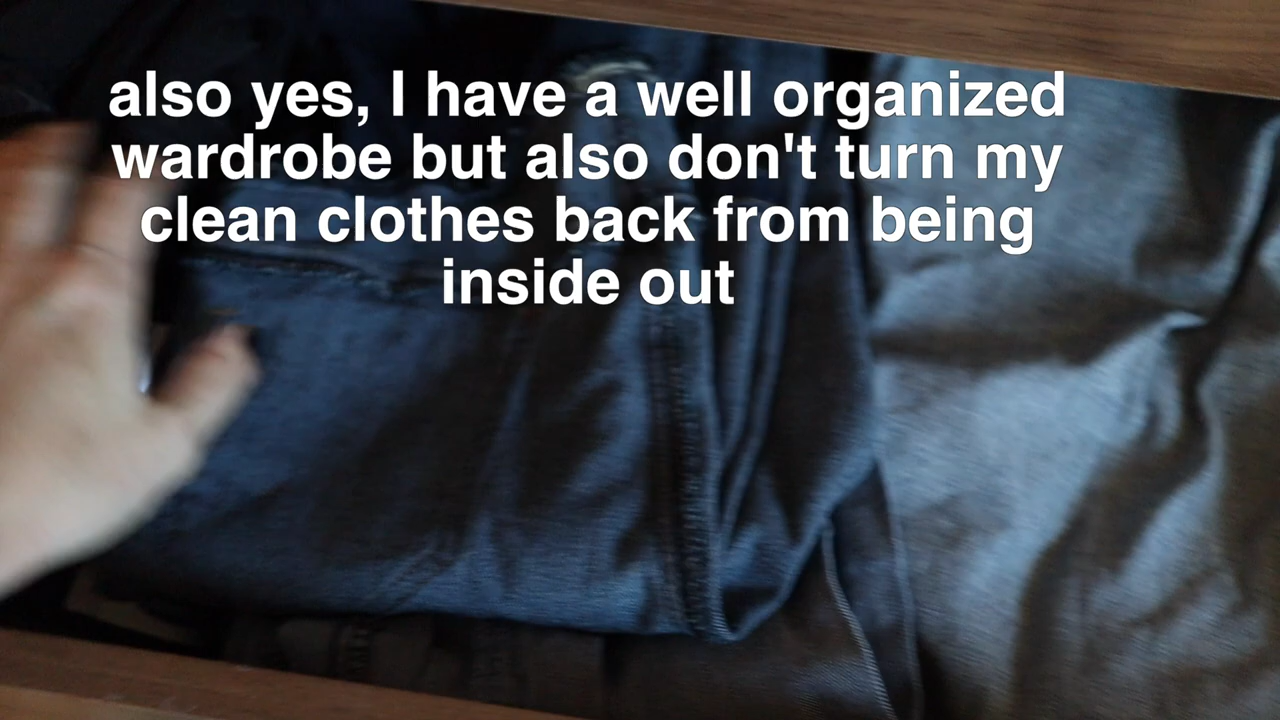 also yes, I have a well organized
wardrobe but also don't turn my
clean clothes back from being
inside out